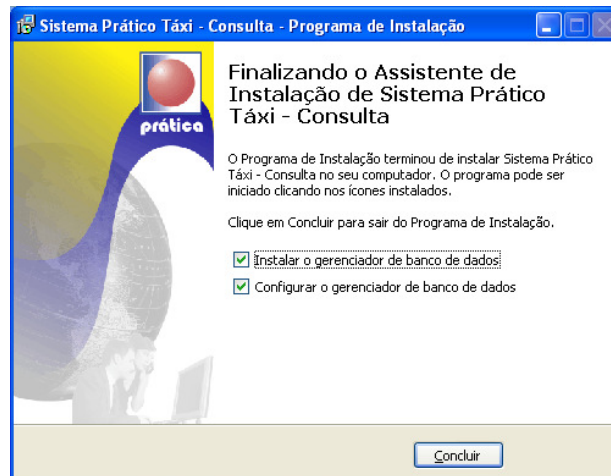 Sistema Prático Táxi - Consulta - Programa de Instalação
prática
Finalizando o Assistente de
Instalação de Sistema Prático
Táxi - Consulta
O Programa de Instalação terminou de instalar Sistema Prático
Táxi - Consulta no seu computador. O programa pode ser
iniciado clicando nos ícones instalados.
Clique em Concluir para sair do Programa de Instalação.
Instalar o gerenciador de banco de dados
Configurar o gerenciador de banco de dados
Concluir